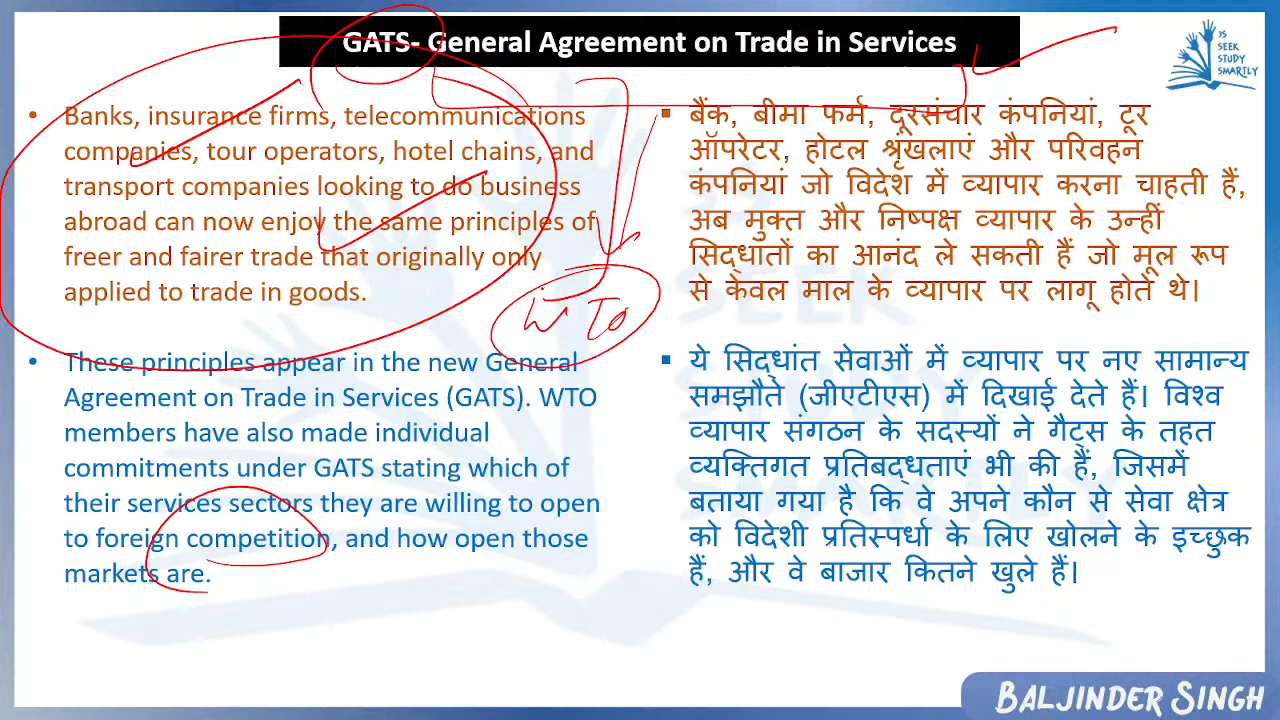 GATS- General Agreement on Trade in Services
3S
SEEK
STUDY
SMARTLY
• Banks, insurance firms, telecommunications
companies, tour operators, hotel chains, and
transport companies looking to do business
abroad can now enjoy the same principles of
freer and fairer trade that originally only
applied to trade in goods.
WTO
• These principles appear in the new General
Agreement on Trade in Services (GATS). WTO
members have also made individual
commitments under GATS stating which of
their services sectors they are willing to open
to foreign competition, and how open those
markets are.
▪ बैंक, बीमा फर्म, दूरसंचार कंपनियां, टूर
ऑपरेटर, होटल श्रृंखलाएं और परिवहन
कंपनियां जो विदेश में व्यापार करना चाहती हैं,
अब मुक्त और निष्पक्ष व्यापार के उन्हीं
सिद्धांतों का आनंद ले सकती हैं जो मूल रूप
से केवल माल के व्यापार पर लागू होते थे।
▪ ये सिद्धांत सेवाओं में व्यापार पर नए सामान्य
समझौते (जीएटीएस) में दिखाई देते हैं। विश्व
व्यापार संगठन के सदस्यों ने गैट्स के तहत
व्यक्तिगत प्रतिबद्धताएं भी की हैं, जिसमें
बताया गया है कि वे अपने कौन से सेवा क्षेत्र
को विदेशी प्रतिस्पर्धा के लिए खोलने के इच्छुक
हैं, और वे बाजार कितने खुले हैं।
3S
SEEK
STUDY
SMARTLY
BALJINDER SINGH